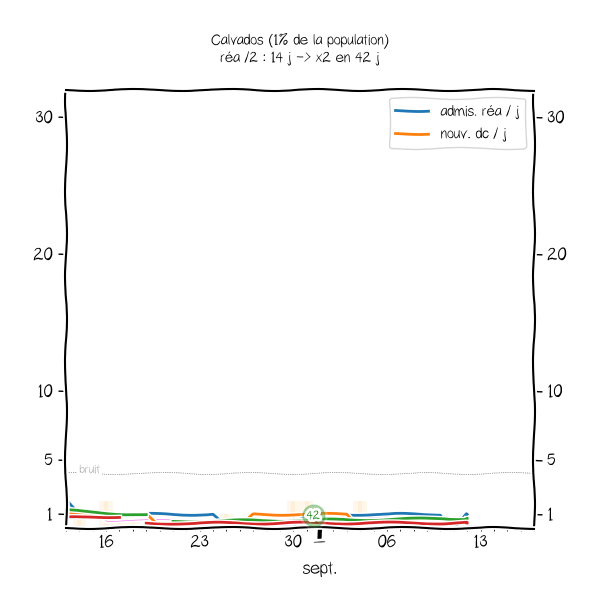 Calvados (1% de la population)
réa /2 : 14 j -> x2 en 42 j
admis. réa / j
nouv. dc / j
30 30
20 20
10 10
5 5
bruit
1 42 1
16 23 30 06 13
sept.